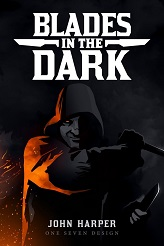 BLADES
IN THE
DARK
JOHN HARPER
ONE SEVEN DESIGN